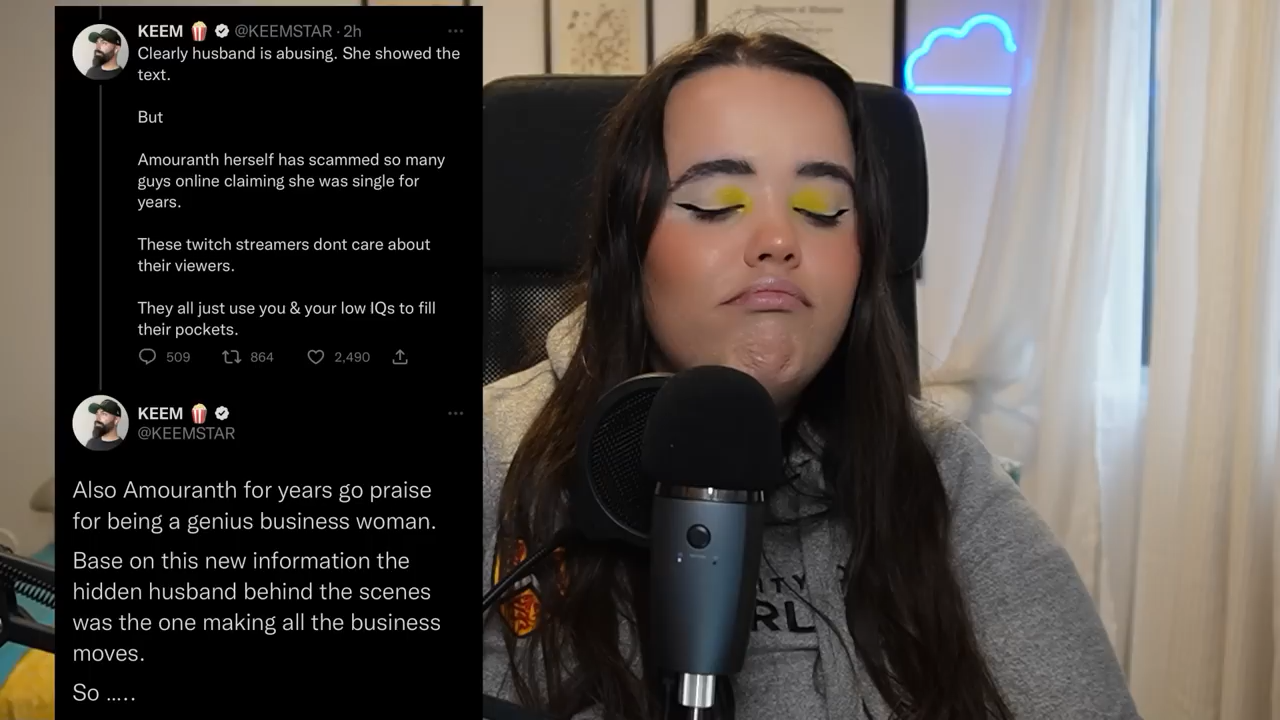 KEEM 🍿 @KEEMSTAR · 2h
Clearly husband is abusing. She showed the
text.
But
Amouranth herself has scammed so many
guys online claiming she was single for
years.
These twitch streamers dont care about
their viewers.
They all just use you & your low IQs to fill
their pockets.
509 864 2,490
KEEM 🍿
@KEEMSTAR
Also Amouranth for years go praise
for being a genius business woman.
Base on this new information the
hidden husband behind the scenes
was the one making all the business
moves.
So .....